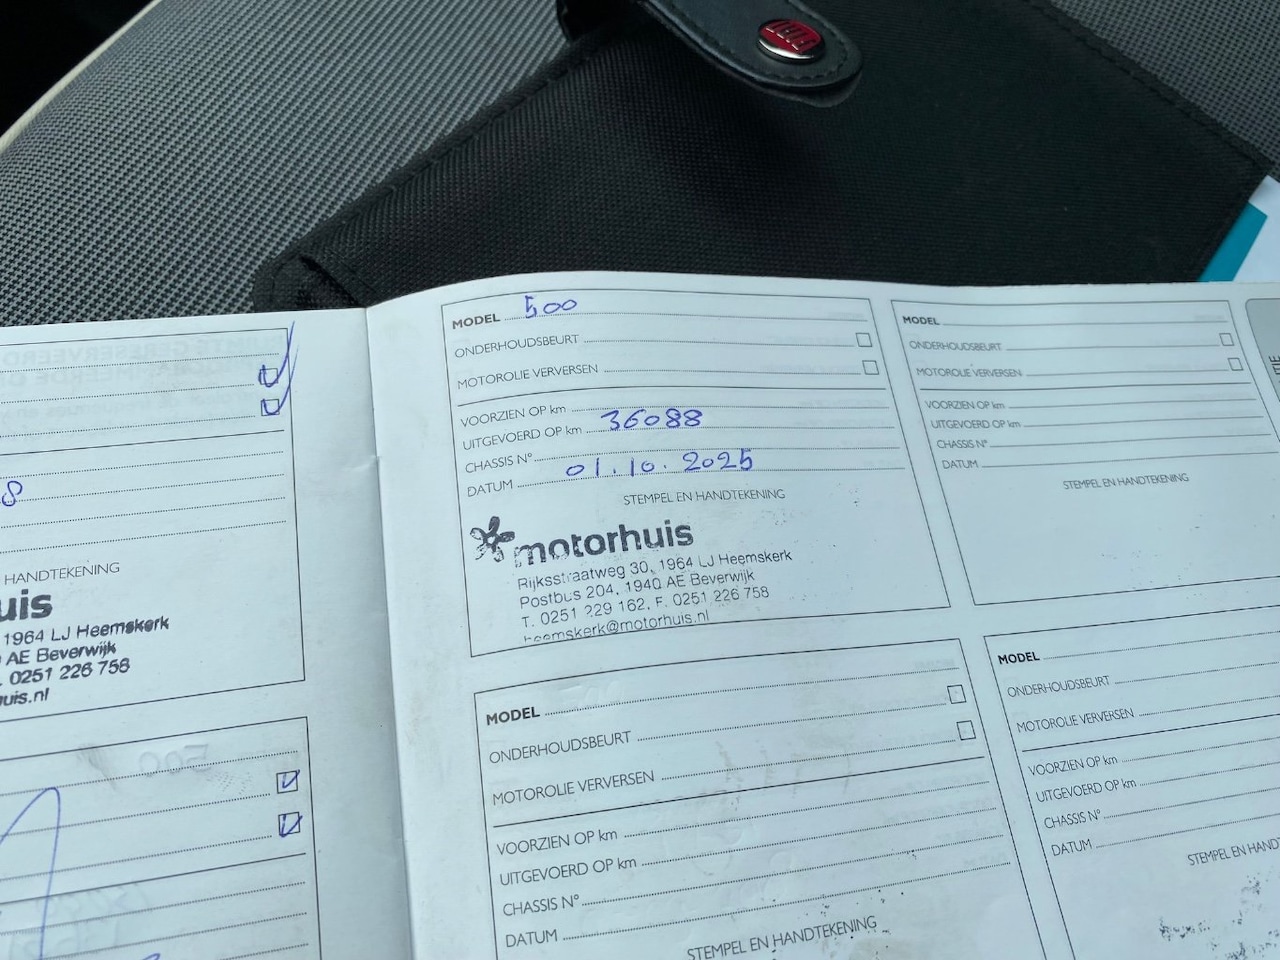 FIAT
8
HANDTEKENING
uis
1964 LJ Heemskerk
AE Beverwijk
0251 226 758
uis.nl
500
MODEL 500
ONDERHOUDSBEURT
MOTOROLIE VERVERSEN
VOORZIEN OP km
UITGEVOERD OP km 36088
CHASSIS N°
DATUM 01.10.2025
STEMPEL EN HANDTEKENING
motorhuis
Rijksstraatweg 30, 1964 LJ Heemskerk
Postbus 204, 1940 AE Beverwijk
T. 0251 229 162, F. 0251 226 758
heemskerk@motorhuis.nl
MODEL
ONDERHOUDSBEURT
MOTOROLIE VERVERSEN
VOORZIEN OP km
UITGEVOERD OP km
CHASSIS N°
DATUM
STEMPEL EN HANDTEKENING
MODEL
ONDERHOUDSBEURT
MOTOROLIE VERVERSEN
VOORZIEN OP km
UITGEVOERD OP km
CHASSIS N°
DATUM
STEMPEL EN HANDTEKENING
MODEL
ONDERHOUDSBEURT
MOTOROLIE VERVERSEN
VOORZIEN OP km
UITGEVOERD OP km
CHASSIS N°
DATUM
STEMPEL EN HANDT